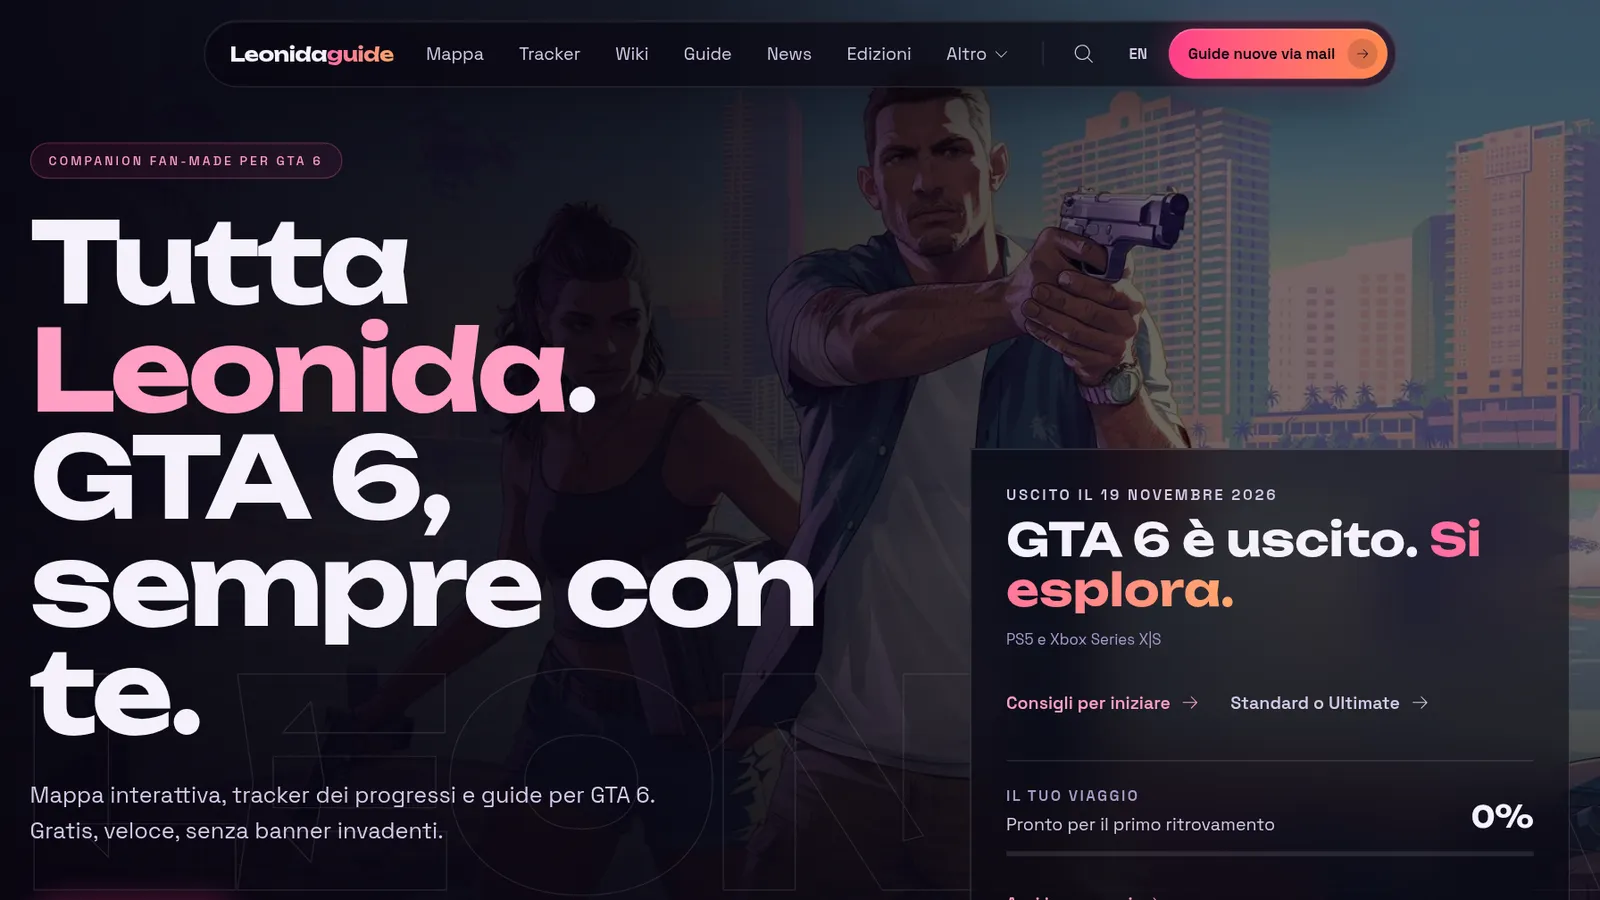 Leonidaguide Mappa Tracker Wiki Guide News Edizioni Altro EN Guide nuove via mail
COMPANION FAN-MADE PER GTA 6
Tutta
Leonida.
GTA 6,
sempre con
te.
Mappa interattiva, tracker dei progressi e guide per GTA 6.
Gratis, veloce, senza banner invadenti.
USCITO IL 19 NOVEMBRE 2026
GTA 6 è uscito. Si
esplora.
PS5 e Xbox Series X|S
Consigli per iniziare Standard o Ultimate
IL TUO VIAGGIO
Pronto per il primo ritrovamento
0%
LEON